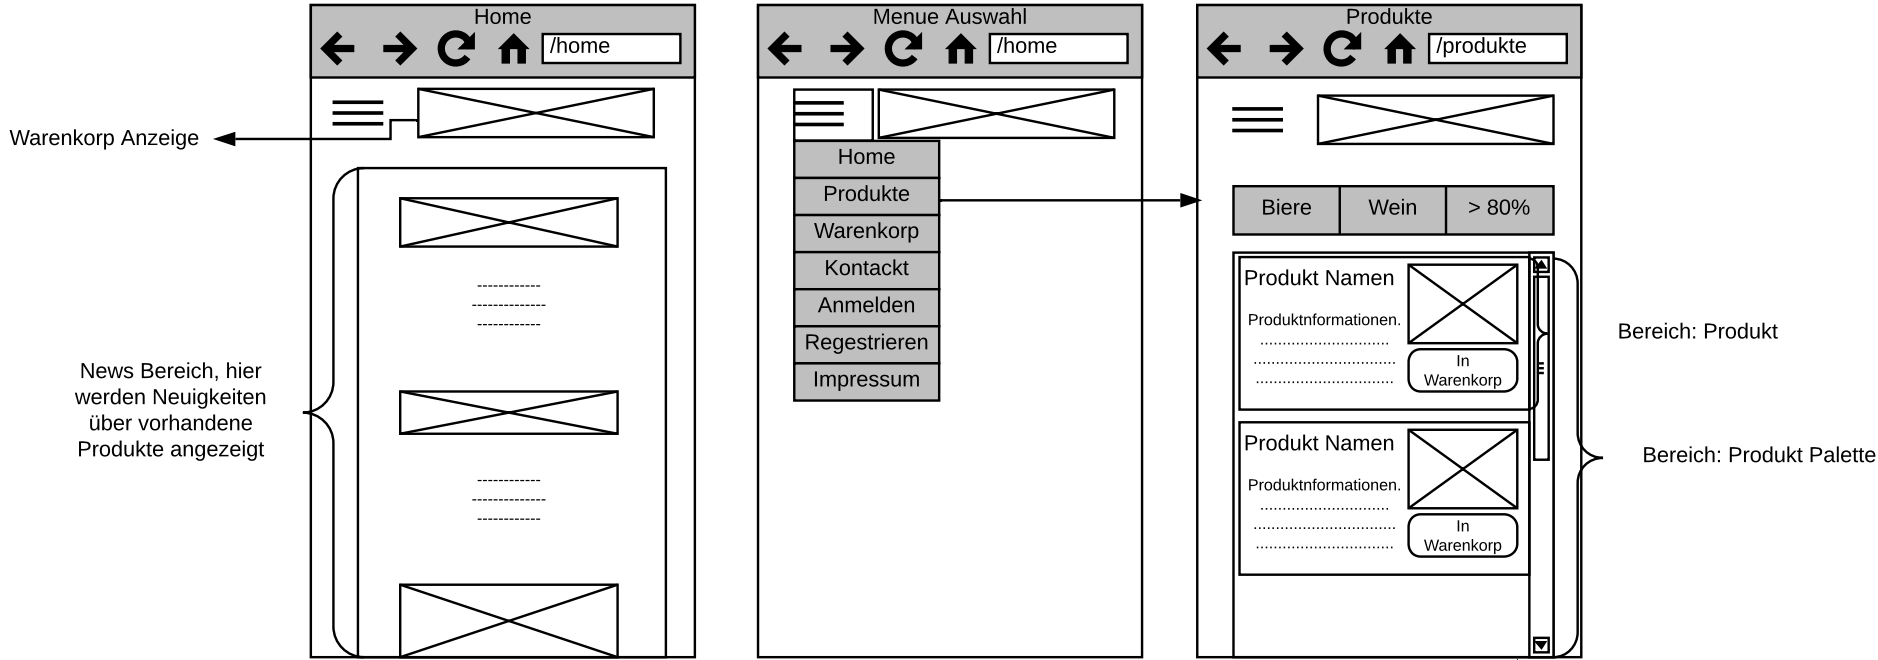 Home
/home
Warenkorp Anzeige
News Bereich, hier
werden Neuigkeiten
über vorhandene
Produkte angezeigt
------------
--------------
------------
------------
--------------
------------
Menue Auswahl
/home
Home
Produkte
Warenkorp
Kontackt
Anmelden
Regestrieren
Impressum
Produkte
/produkte
Biere
Wein
> 80%
Produkt Namen
Produktnformationen.
In
Warenkorp
Produkt Namen
Produktnformationen.
In
Warenkorp
Bereich: Produkt
Bereich: Produkt Palette